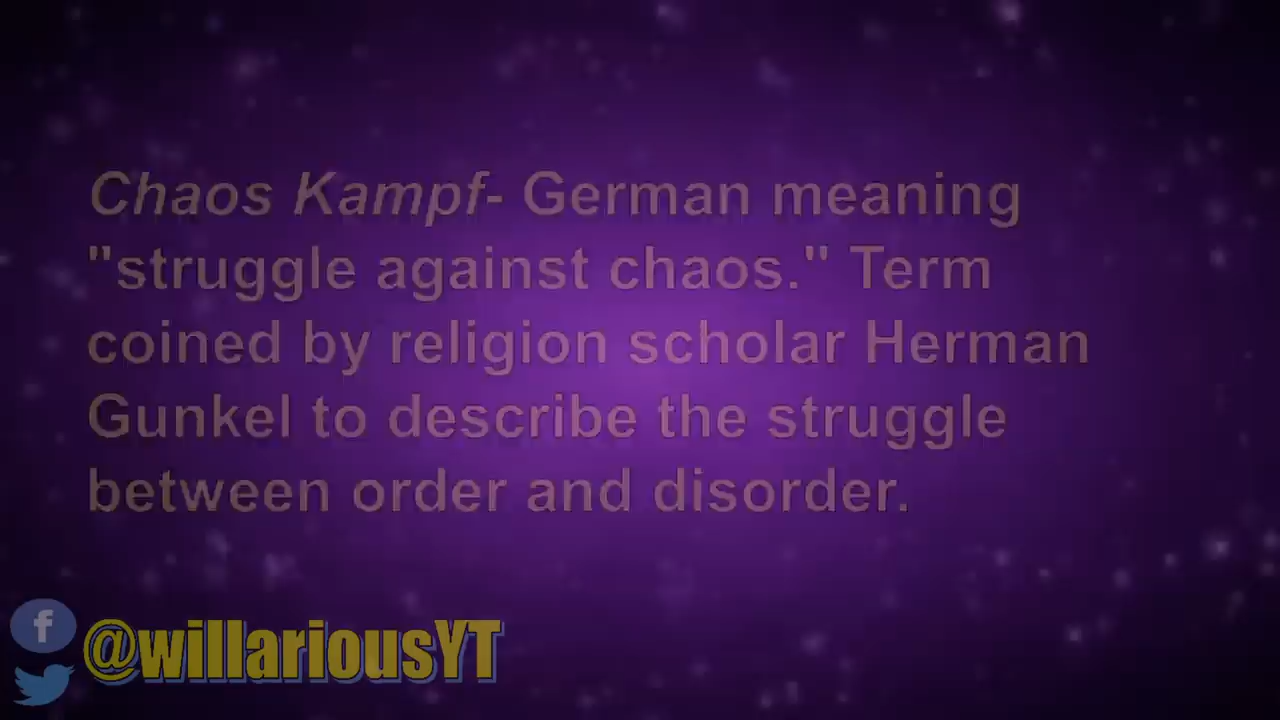 Chaos Kampf- German meaning
"struggle against chaos." Term
coined by religion scholar Herman
Gunkel to describe the struggle
between order and disorder.
f
@willariousYT